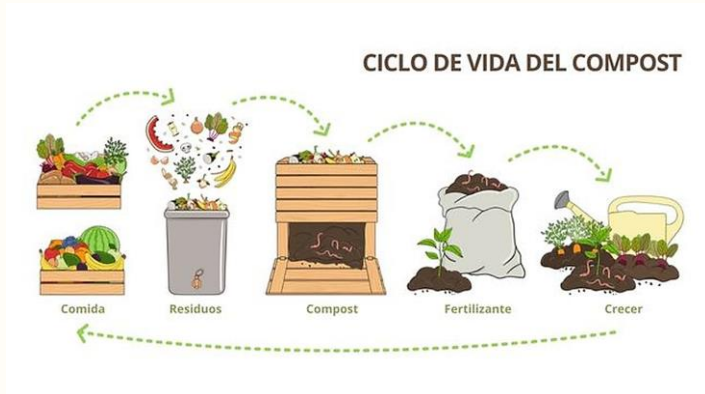 CICLO DE VIDA DEL COMPOST
Comida
Residuos
Compost
Fertilizante
Crecer